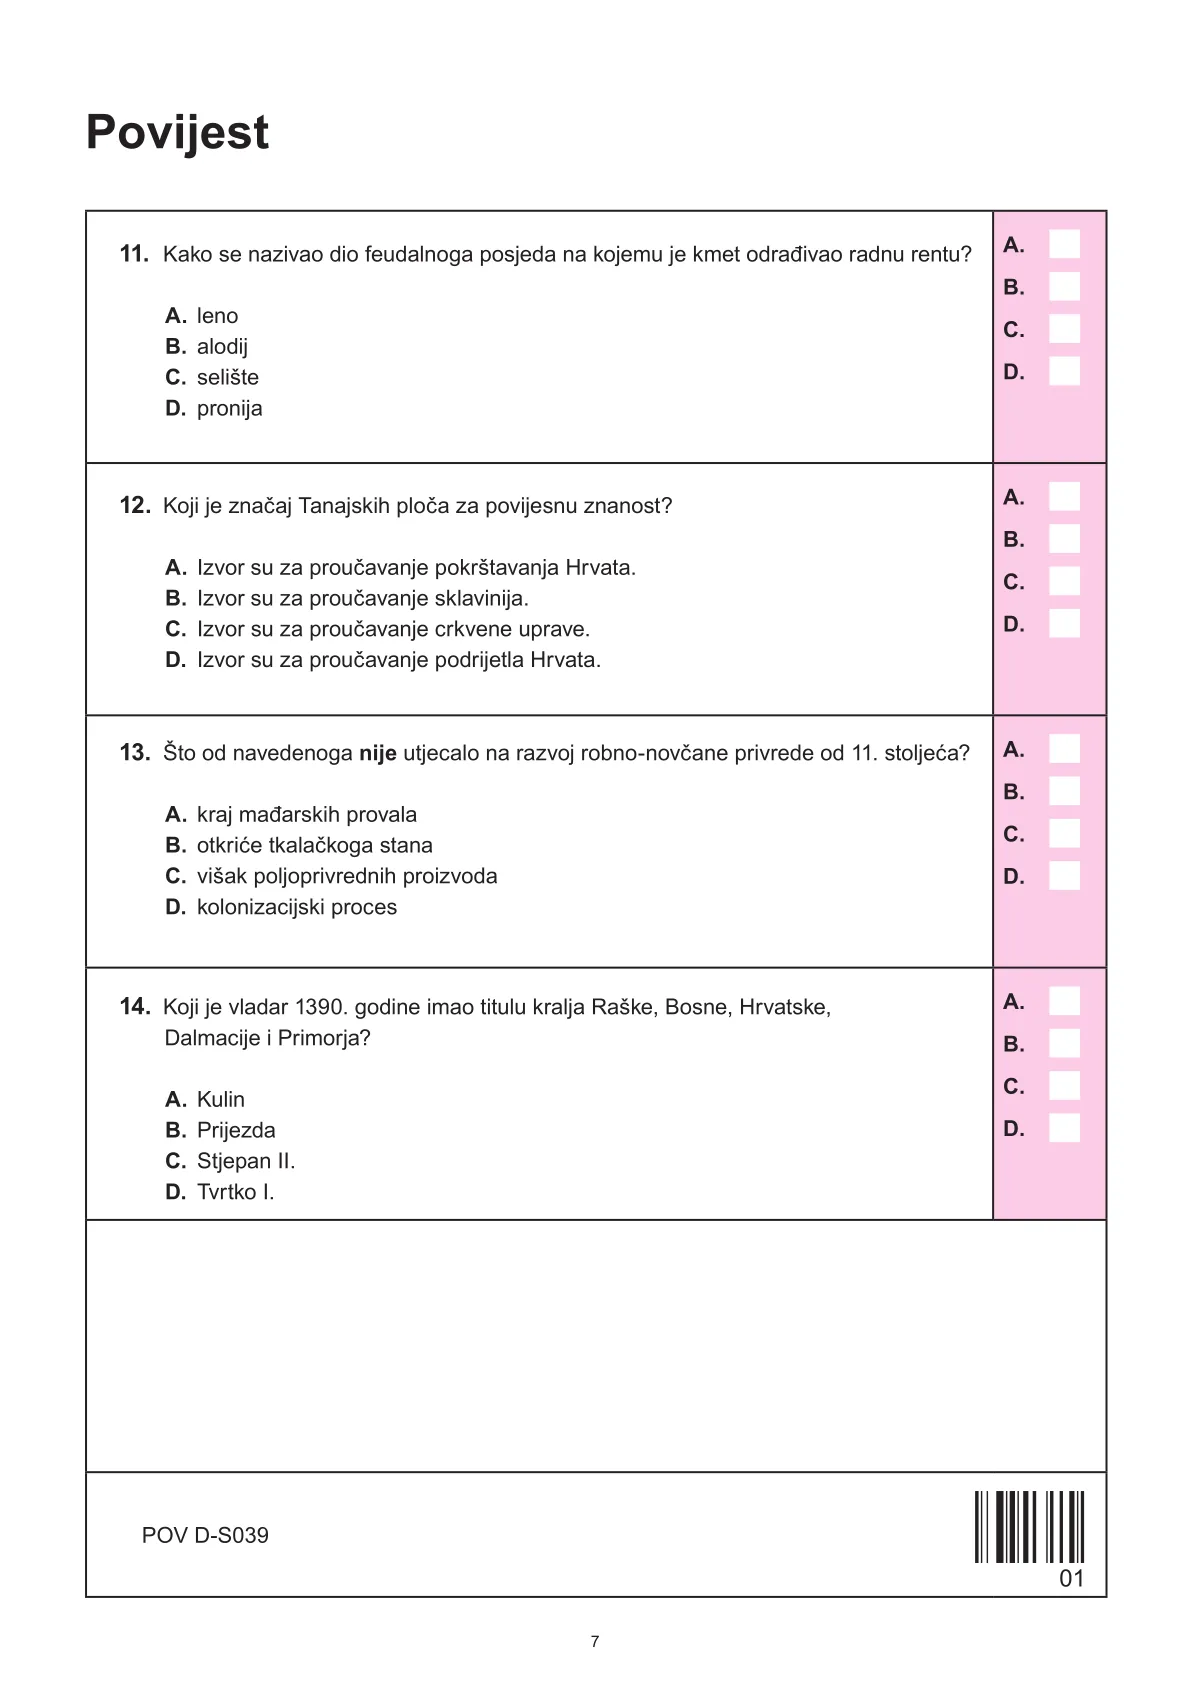 Povijest
11. Kako se nazivao dio feudalnoga posjeda na kojemu je kmet odrađivao radnu rentu?
A. leno
B. alodij
C. selište
D. pronija
A.
B.
C.
D.
12. Koji je značaj Tanajskih ploča za povijesnu znanost?
A. Izvor su za proučavanje pokrštavanja Hrvata.
B. Izvor su za proučavanje sklavinija.
C. Izvor su za proučavanje crkvene uprave.
D. Izvor su za proučavanje podrijetla Hrvata.
A.
B.
C.
D.
13. Što od navedenoga nije utjecalo na razvoj robno-novčane privrede od 11. stoljeća?
A. kraj mađarskih provala
B. otkriće tkalačkoga stana
C. višak poljoprivrednih proizvoda
D. kolonizacijski proces
A.
B.
C.
D.
14. Koji je vladar 1390. godine imao titulu kralja Raške, Bosne, Hrvatske,
Dalmacije i Primorja?
A. Kulin
B. Prijezda
C. Stjepan II.
D. Tvrtko I.
A.
B.
C.
D.
POV D-S039
01
7